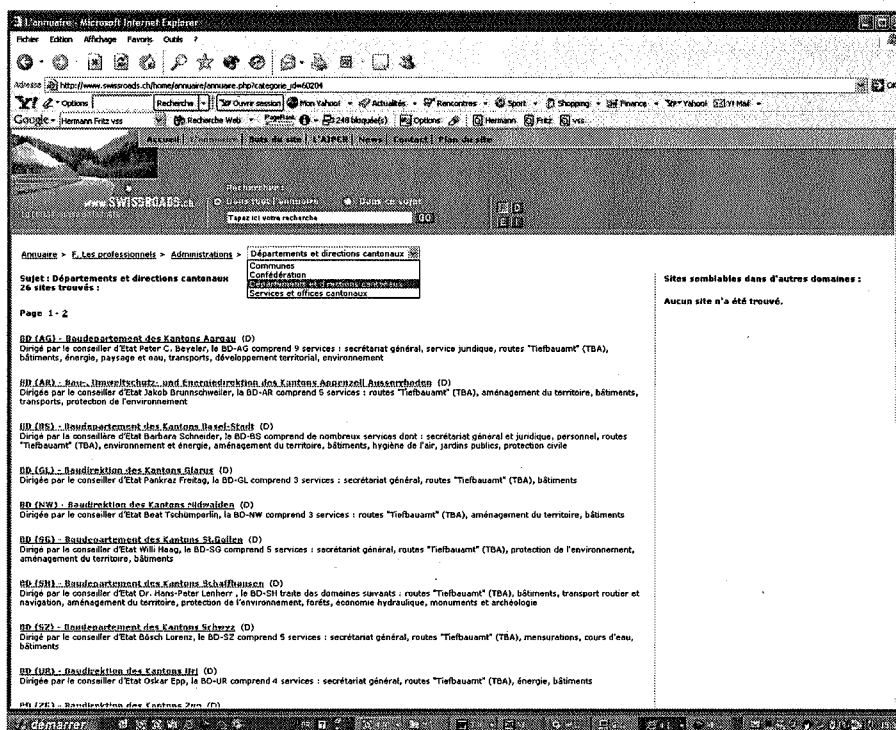 L'annuaire - Microsoft Internet Explorer
Fichier Edition Affichage Favoris Outils ?
Adresse http://www.swissroads.ch/home/annuaire/annuaire.php?categorie_id=60204 OK
Y! Options Recherche Ouvrir session Mon Yahoo! Actualités Rencontres Sport Shopping Finance Yahoo! Y! Mail
Google Hermann Fritz vss Recherche Web PageRank 248 bloquée(s) Options Hermann Fritz vss
Accueil L'annuaire Buts du site L'AIPCR News Contact Plan du site
Rechercher :
www.SWISSROADS.ch Dans tout l'annuaire Dans ce sujet
Tapez ici votre recherche GO
Annuaire > F. Les professionnels > Administrations > Départements et directions cantonaux
Communes
Confédération
Départements et directions cantonaux
Services et offices cantonaux
Sujet : Départements et directions cantonaux
26 sites trouvés :
Sites semblables dans d'autres domaines :
Aucun site n'a été trouvé.
Page 1 - 2
BD (AG) - Baudepartement des Kantons Aargau (D)
Dirigé par le conseiller d'Etat Peter C. Beyeler, le BD-AG comprend 9 services : secrétariat général, service juridique, routes "Tiefbauamt" (TBA),
bâtiments, énergie, paysage et eau, transports, développement territorial, environnement
BD (AR) - Bau-, Umweltschutz- und Energiedirektion des Kantons Appenzell Ausserrhoden (D)
Dirigée par le conseiller d'Etat Jakob Brunnschweiler, la BD-AR comprend 5 services : routes "Tiefbauamt" (TBA), aménagement du territoire, bâtiments,
transports, protection de l'environnement
BD (BS) - Baudepartement des Kantons Basel-Stadt (D)
Dirigé par la conseillère d'Etat Barbara Schneider, le BD-BS comprend de nombreux services dont : secrétariat général et juridique, personnel, routes
"Tiefbauamt" (TBA), environnement et énergie, aménagement du territoire, bâtiments, hygiène de l'air, jardins publics, protection civile
BD (GL) - Baudirektion des Kantons Glarus (D)
Dirigée par le conseiller d'Etat Pankraz Freitag, la BD-GL comprend 3 services : secrétariat général, routes "Tiefbauamt" (TBA), bâtiments
BD (NW) - Baudirektion des Kantons Nidwalden (D)
Dirigée par le conseiller d'Etat Beat Tschümperlin, la BD-NW comprend 3 services : routes "Tiefbauamt" (TBA), aménagement du territoire, bâtiments
BD (SG) - Baudepartement des Kantons St.Gallen (D)
Dirigé par le conseiller d'Etat Willi Haag, le BD-SG comprend 5 services : secrétariat général, routes "Tiefbauamt" (TBA), protection de l'environnement,
aménagement du territoire, bâtiments
BD (SH) - Baudepartement des Kantons Schaffhausen (D)
Dirigé par le conseiller d'Etat Dr. Hans-Peter Lenherr , le BD-SH traite des domaines suivants : routes "Tiefbauamt" (TBA), bâtiments, transport routier et
navigation, aménagement du territoire, protection de l'environnement, forêts, économie hydraulique, monuments et archéologie
BD (SZ) - Baudepartement des Kantons Schwyz (D)
Dirigé par le conseiller d'Etat Bösch Lorenz, le BD-SZ comprend 5 services : secrétariat général, routes "Tiefbauamt" (TBA), mensurations, cours d'eau,
bâtiments
BD (UR) - Baudirektion des Kantons Uri (D)
Dirigée par le conseiller d'Etat Oskar Epp, la BD-UR comprend 4 services : secrétariat général, routes "Tiefbauamt" (TBA), énergie, bâtiments
BD (ZG) - Baudirektion des Kantons Zug (D)
démarrer